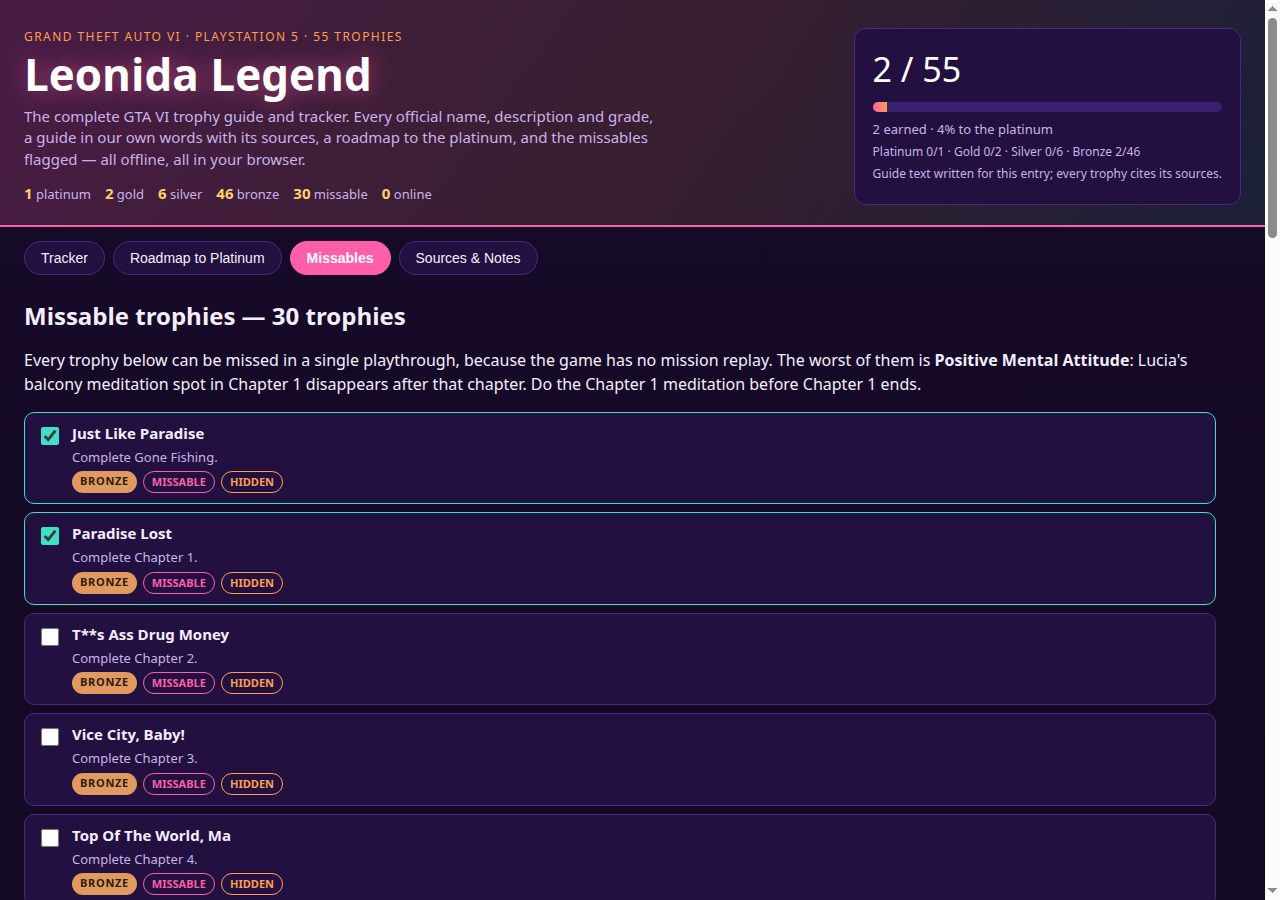 GRAND THEFT AUTO VI · PLAYSTATION 5 · 55 TROPHIES
Leonida Legend
The complete GTA VI trophy guide and tracker. Every official name, description and grade,
a guide in our own words with its sources, a roadmap to the platinum, and the missables
flagged — all offline, all in your browser.
1 platinum 2 gold 6 silver 46 bronze 30 missable 0 online
2 / 55
2 earned · 4% to the platinum
Platinum 0/1 · Gold 0/2 · Silver 0/6 · Bronze 2/46
Guide text written for this entry; every trophy cites its sources.
Tracker Roadmap to Platinum Missables Sources & Notes
Missable trophies — 30 trophies
Every trophy below can be missed in a single playthrough, because the game has no mission replay. The worst of them is Positive Mental Attitude: Lucia's
balcony meditation spot in Chapter 1 disappears after that chapter. Do the Chapter 1 meditation before Chapter 1 ends.
Just Like Paradise
Complete Gone Fishing.
BRONZE MISSABLE HIDDEN
Paradise Lost
Complete Chapter 1.
BRONZE MISSABLE HIDDEN
T**s Ass Drug Money
Complete Chapter 2.
BRONZE MISSABLE HIDDEN
Vice City, Baby!
Complete Chapter 3.
BRONZE MISSABLE HIDDEN
Top Of The World, Ma
Complete Chapter 4.
BRONZE MISSABLE HIDDEN